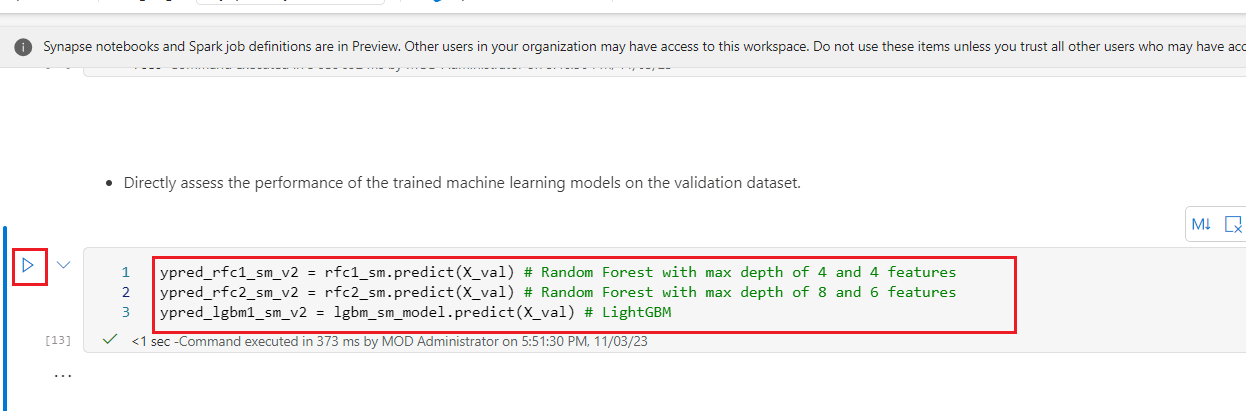 Synapse notebooks and Spark job definitions are in Preview. Other users in your organization may have access to this workspace. Do not use these items unless you trust all other users who may have acc
Directly assess the performance of the trained machine learning models on the validation dataset.
M↓
1 ypred_rfc1_sm_v2 = rfc1_sm.predict(X_val) # Random Forest with max depth of 4 and 4 features
2 ypred_rfc2_sm_v2 = rfc2_sm.predict(X_val) # Random Forest with max depth of 8 and 6 features
3 ypred_lgbm1_sm_v2 = lgbm_sm_model.predict(X_val) # LightGBM
[13] <1 sec -Command executed in 373 ms by MOD Administrator on 5:51:30 PM, 11/03/23
...